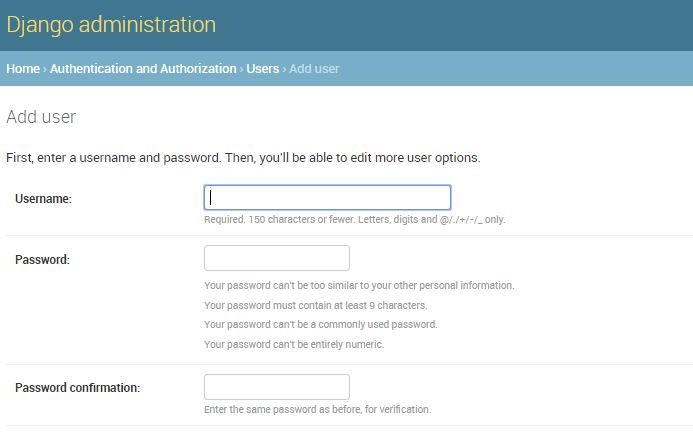 Django administration
Home › Authentication and Authorization › Users › Add user
Add user
First, enter a username and password. Then, you'll be able to edit more user options.
Username:
Required. 150 characters or fewer. Letters, digits and @/./+/-/_ only.
Password:
Your password can't be too similar to your other personal information.
Your password must contain at least 9 characters.
Your password can't be a commonly used password.
Your password can't be entirely numeric.
Password confirmation:
Enter the same password as before, for verification.